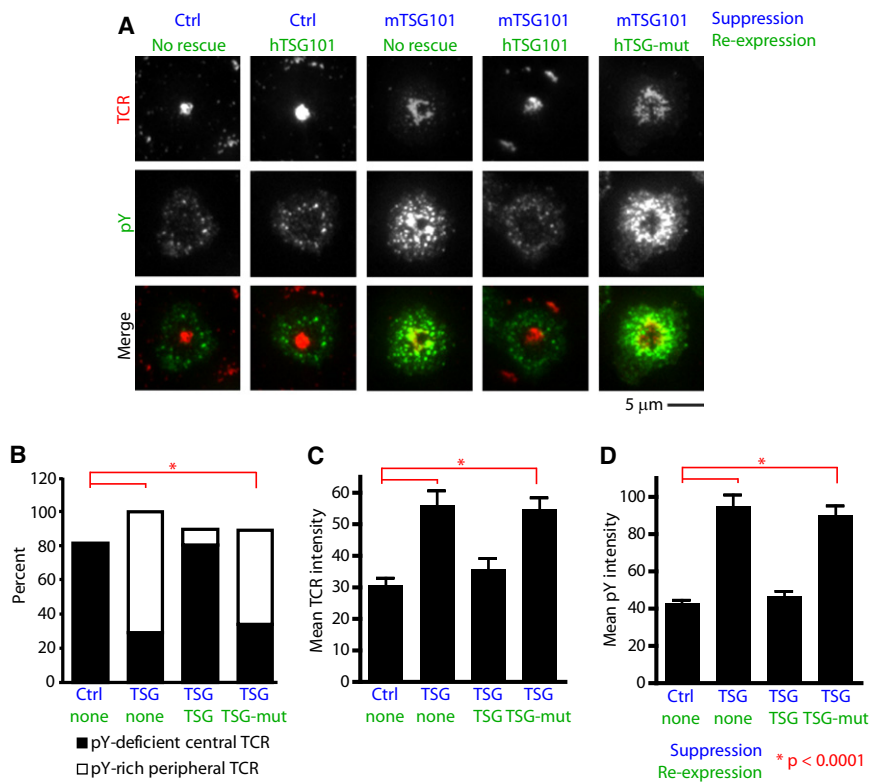 A
Ctrl Ctrl mTSG101 mTSG101 mTSG101 Suppression
No rescue hTSG101 No rescue hTSG101 hTSG-mut Re-expression
TCR
pY
Merge
5 μm
B
120
100
80
60
40
20
0
Percent
Ctrl TSG TSG TSG
none none TSG TSG-mut
*
pY-deficient central TCR
pY-rich peripheral TCR
C
60
50
40
30
20
10
0
Mean TCR intensity
Ctrl TSG TSG TSG
none none TSG TSG-mut
*
D
100
80
60
40
20
0
Mean pY intensity
Ctrl TSG TSG TSG
none none TSG TSG-mut
*
Suppression
Re-expression
* p < 0.0001